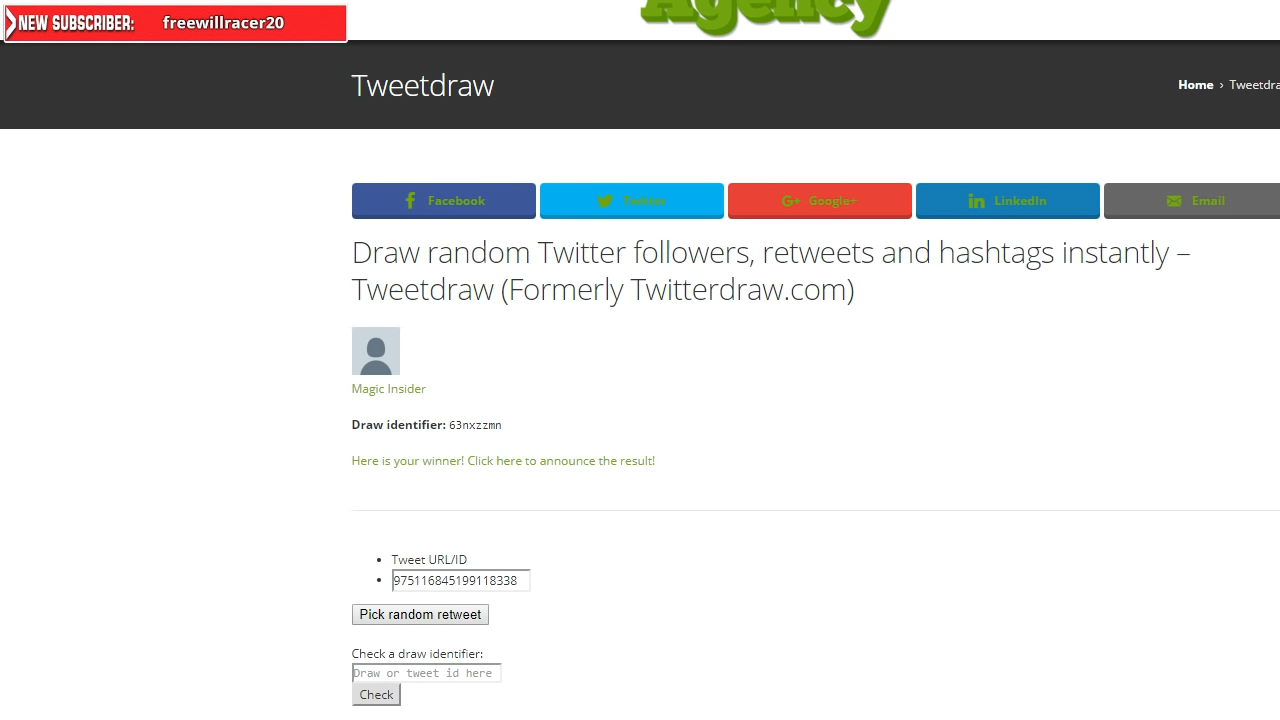 Agency
NEW SUBSCRIBER: freewillracer20
Tweetdraw
Home › Tweetdra
Facebook
Twitter
Google+
LinkedIn
Email
Draw random Twitter followers, retweets and hashtags instantly –
Tweetdraw (Formerly Twitterdraw.com)
Magic Insider
Draw identifier: 63nxzzmn
Here is your winner! Click here to announce the result!
Tweet URL/ID
975116845199118338
Pick random retweet
Check a draw identifier:
Draw or tweet id here
Check